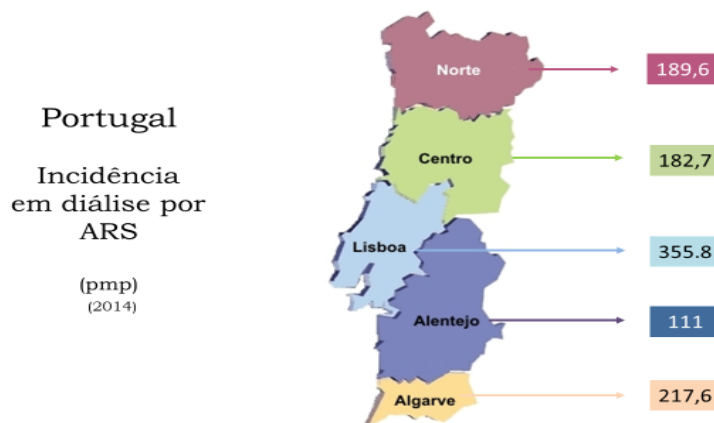 Portugal
Incidência
em diálise por
ARS
(pmp)
(2014)
Norte
189,6
Centro
182,7
Lisboa
355.8
Alentejo
111
Algarve
217,6